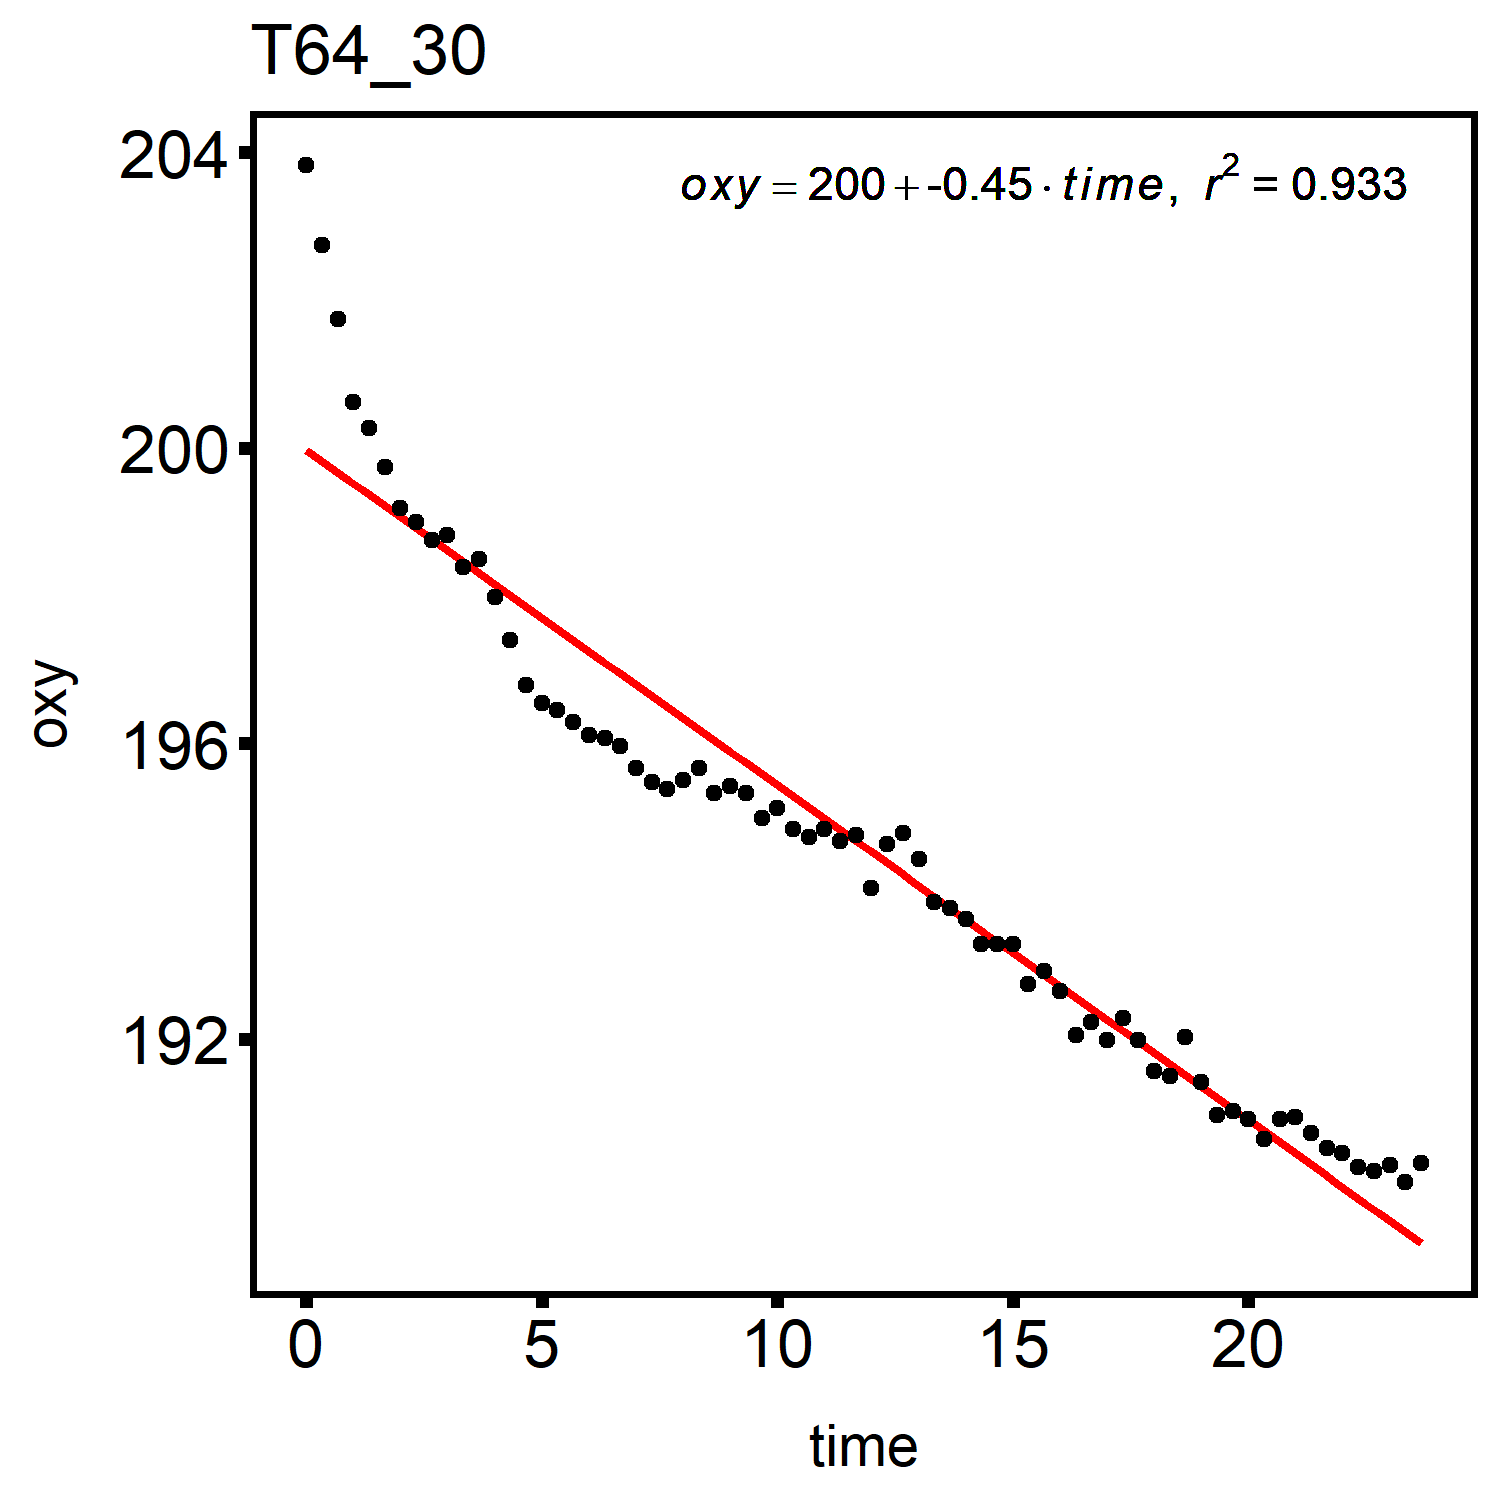 T64_30
oxy = 200 + -0.45 · time, r² = 0.933
204
200
196
192
oxy
0 5 10 15 20
time